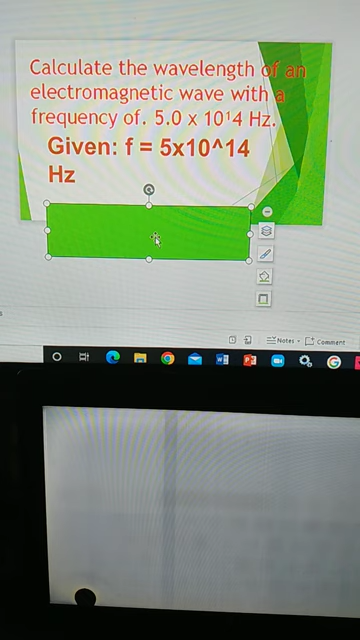 Calculate the wavelength of an
electromagnetic wave with a
frequency of. 5.0 x 10¹4 Hz.
Given: f = 5x10^14
Hz
Notes
Comment